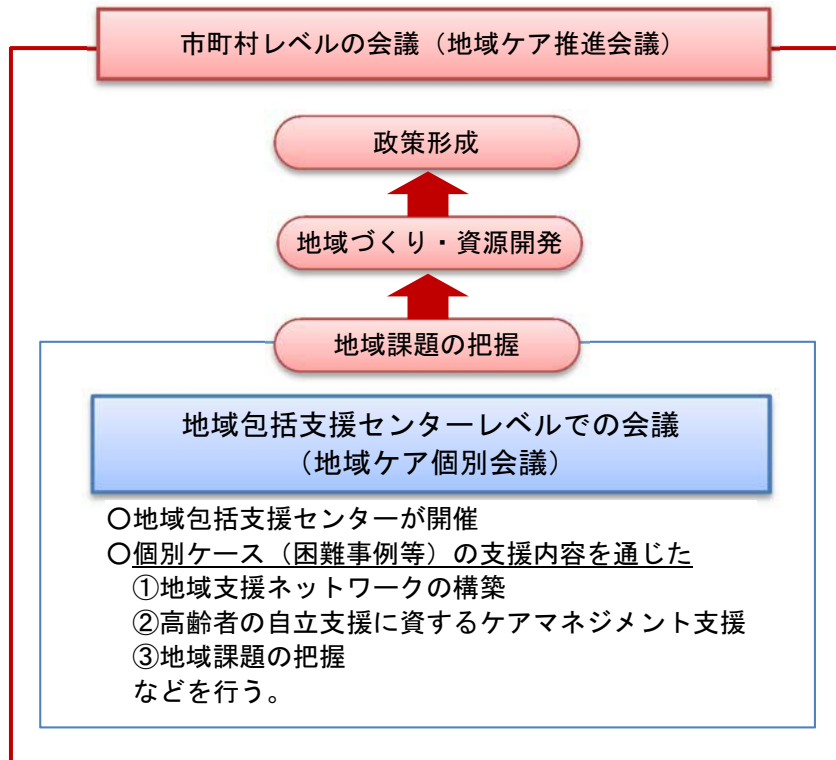 市町村レベルの会議（地域ケア推進会議）
政策形成
地域づくり・資源開発
地域課題の把握
地域包括支援センターレベルでの会議
（地域ケア個別会議）
〇地域包括支援センターが開催
〇個別ケース（困難事例等）の支援内容を通じた
①地域支援ネットワークの構築
②高齢者の自立支援に資するケアマネジメント支援
③地域課題の把握
などを行う。